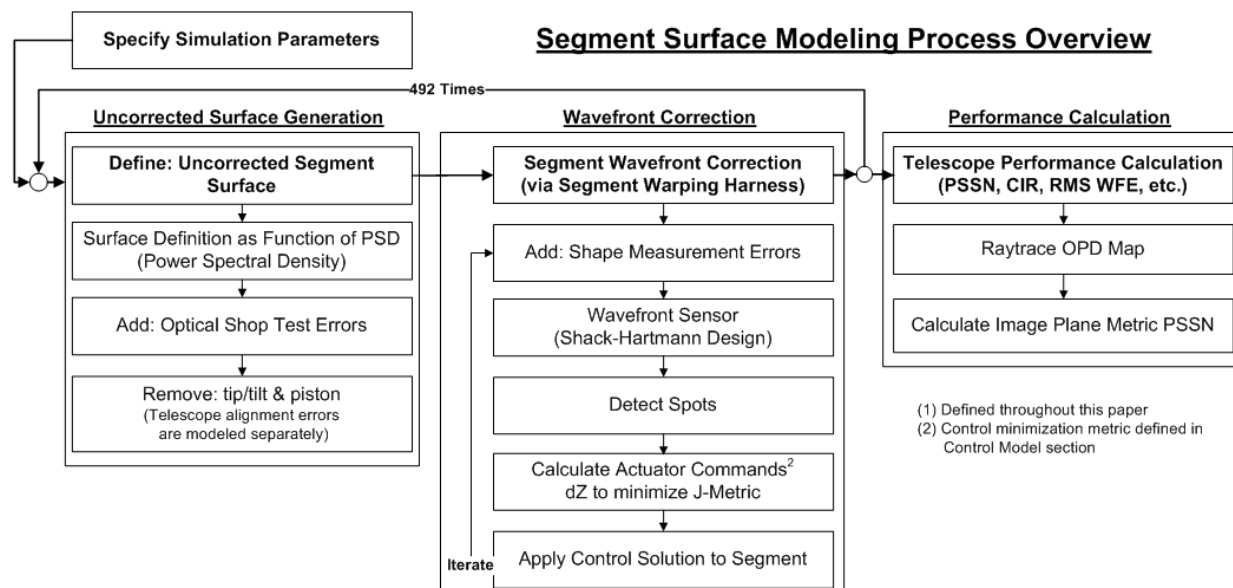 Specify Simulation Parameters
Segment Surface Modeling Process Overview
492 Times
Uncorrected Surface Generation
Define: Uncorrected Segment
Surface
Surface Definition as Function of PSD
(Power Spectral Density)
Add: Optical Shop Test Errors
Remove: tip/tilt & piston
(Telescope alignment errors
are modeled separately)
Wavefront Correction
Segment Wavefront Correction
(via Segment Warping Harness)
Add: Shape Measurement Errors
Wavefront Sensor
(Shack-Hartmann Design)
Detect Spots
Calculate Actuator Commands²
dZ to minimize J-Metric
Iterate
Apply Control Solution to Segment
Performance Calculation
Telescope Performance Calculation
(PSSN, CIR, RMS WFE, etc.)
Raytrace OPD Map
Calculate Image Plane Metric PSSN
(1) Defined throughout this paper
(2) Control minimization metric defined in
Control Model section